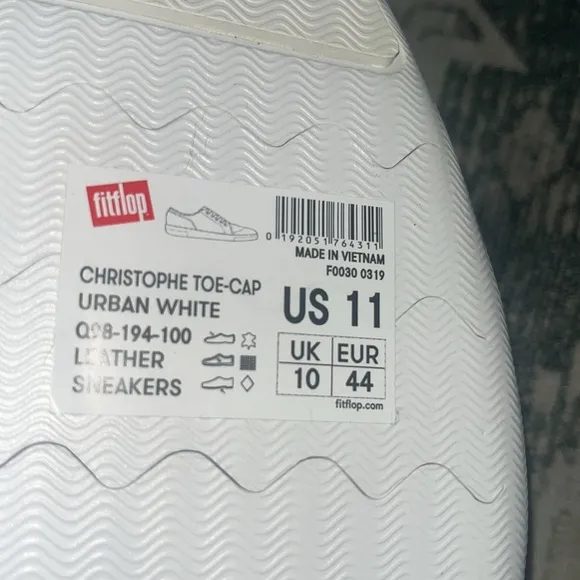 fitflop
0 192051 764311
MADE IN VIETNAM
F0030 0319
CHRISTOPHE TOE-CAP
URBAN WHITE
Q98-194-100
LEATHER
SNEAKERS
US 11
UK EUR
10 44
fitflop.com